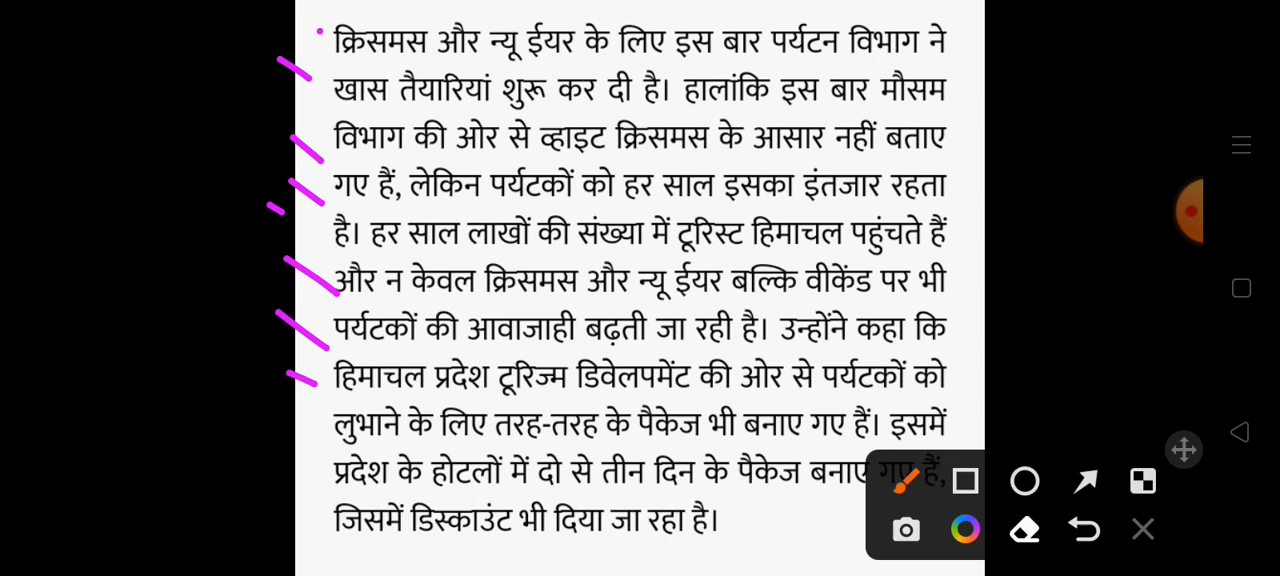 क्रिसमस और न्यू ईयर के लिए इस बार पर्यटन विभाग ने
खास तैयारियां शुरू कर दी है। हालांकि इस बार मौसम
विभाग की ओर से व्हाइट क्रिसमस के आसार नहीं बताए
गए हैं, लेकिन पर्यटकों को हर साल इसका इंतजार रहता
है। हर साल लाखों की संख्या में टूरिस्ट हिमाचल पहुंचते हैं
और न केवल क्रिसमस और न्यू ईयर बल्कि वीकेंड पर भी
पर्यटकों की आवाजाही बढ़ती जा रही है। उन्होंने कहा कि
हिमाचल प्रदेश टूरिज्म डिवेलपमेंट की ओर से पर्यटकों को
लुभाने के लिए तरह-तरह के पैकेज भी बनाए गए हैं। इसमें
प्रदेश के होटलों में दो से तीन दिन के पैकेज बनाए गए हैं,
जिसमें डिस्काउंट भी दिया जा रहा है।